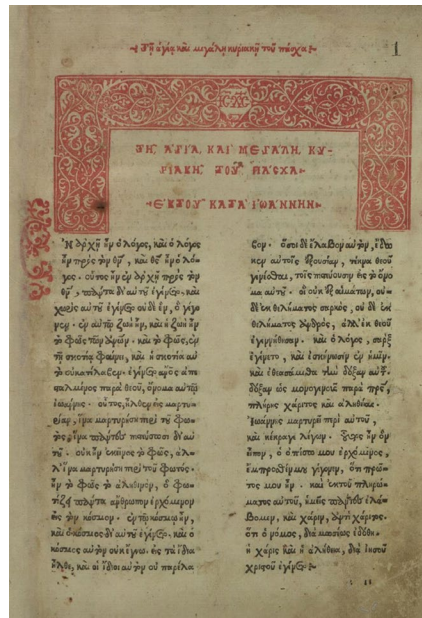 Τῇ ἁγίᾳ καὶ μεγάλῃ κυριακῇ τοῦ πάσχα
1
ΤΗ ΑΓΙΑ ΚΑΙ ΜΕΓΑΛΗ ΚΥ-
ΡΙΑΚΗ ΤΟΥ ΠΑΣΧΑ
ΕΚ ΤΟΥ ΚΑΤΑ ΙΩΑΝΝΗΝ
Ἐν ἀρχῇ ἦν ὁ λόγος, καὶ ὁ λόγος
ἦν πρὸς τὸν θν, καὶ θς ἦν ὁ λό-
γος. οὗτος ἦν ἐν ἀρχῇ πρὸς τὸν
θν, πάντα δι' αὐτοῦ ἐγένετο. καὶ
χωρὶς αὐτοῦ ἐγένετο οὐδὲ ἓν, ὃ γέγο
νεν. ἐν αὐτῷ ζωὴ ἦν, καὶ ἡ ζωὴ ἦν
τὸ φῶς τῶν ἀνων. καὶ τὸ φῶς, ἐν
τῇ σκοτίᾳ φαίνει, καὶ ἡ σκοτία αὐ
τὸ οὐ κατέλαβεν. ἐγένετο ανος ἀπε
σταλμένος παρὰ θεοῦ, ὄνομα αὐτῷ
ἰωάννης. οὗτος, ἦλθεν εἰς μαρτυ-
ρίαν, ἵνα μαρτυρήσῃ περὶ τοῦ φω-
τὸς, ἵνα πάντες πιστεύσωσι δι' αὐ
τοῦ. οὐκ ἦν ἐκεῖνος τὸ φῶς, ἀλ-
λ' ἵνα μαρτυρήσῃ περὶ τοῦ φωτός.
ἦν τὸ φῶς τὸ ἀληθινόν, ὃ φω
τίζει πάντα ἄνθρωπον ἐρχόμενον
εἰς τὸν κόσμον. ἐν τῷ κόσμῳ ἦν,
καὶ ὁ κόσμος δι' αὐτοῦ ἐγένετο. καὶ ὁ
κόσμος αὐτὸν οὐκ ἔγνω. εἰς τὰ ἴδια
ἦλθε, καὶ οἱ ἴδιοι αὐτὸν οὐ παρέλα
βον. ὅσοι δὲ ἔλαβον αὐτὸν, ἔδω
κεν αὐτοῖς ἐξουσίαν, τέκνα θεοῦ
γενέσθαι, τοῖς πιστεύουσιν εἰς τὸ ὄνο
μα αὐτοῦ. οἳ οὐκ ἐξ αἱμάτων, οὐ
δὲ ἐκ θελήματος σαρκὸς, οὐδὲ ἐκ
θελήματος ἀνδρὸς, ἀλλ' ἐκ θεοῦ
ἐγεννήθησαν. καὶ ὁ λόγος, σὰρξ
ἐγένετο, καὶ ἐσκήνωσεν ἐν ἡμῖν,
καὶ ἐθεασάμεθα τὴν δόξαν αὐτοῦ.
δόξαν ὡς μονογενοῦς παρὰ πρς,
πλήρης χάριτος καὶ ἀληθείας.
Ἰωάννης μαρτυρεῖ περὶ αὐτοῦ,
καὶ κέκραγε λέγων. οὗτος ἦν ὃν
εἶπον, ὁ ὀπίσω μου ἐρχόμενος,
ἔμπροσθέν μου γέγονεν, ὅτι πρῶ-
τός μου ἦν. καὶ ἐκ τοῦ πληρώ-
ματος αὐτοῦ, ἡμεῖς πάντες ἐλά-
βομεν, καὶ χάριν, ἀντὶ χάριτος.
ὅτι ὁ νόμος, διὰ μωσέως ἐδόθη.
ἡ χάρις καὶ ἡ ἀλήθεια, διὰ ἰησοῦ
χριστοῦ ἐγένετο